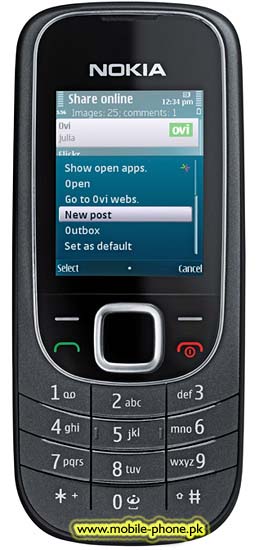 NOKIA
Share online 12:34 pm
Images: 25; comments: 1
Ovi
Julia
ovi
Flickr
Show open apps.
Open
Go to Ovi webs.
New post
Outbox
Set as default
Select Cancel
1 2 abc def 3
4 ghi 5 jkl mno 6
7 pqrs 8 tuv wxyz 9
* + 0 #
www.mobile-phone.pk